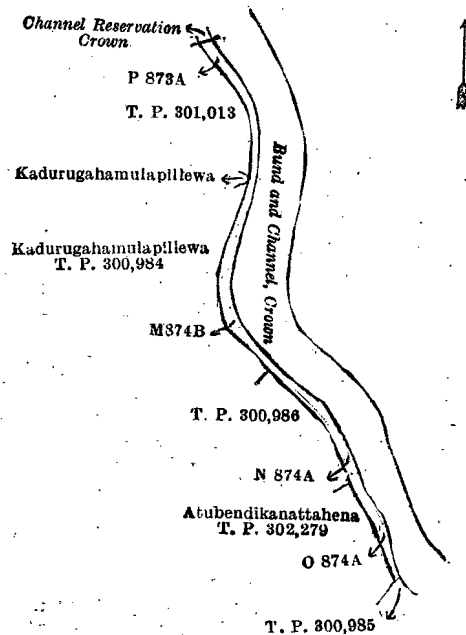 Channel Reservation
Crown
P 873A
T. P. 301,013
Kadurugahamulapillewa
Bund and Channel, Crown
Kadurugahamulapillewa
T. P. 300,984
M874B
T. P. 300,986
N 874A
Atubendikanattahena
T. P. 302,279
O 874A
T. P. 300,985